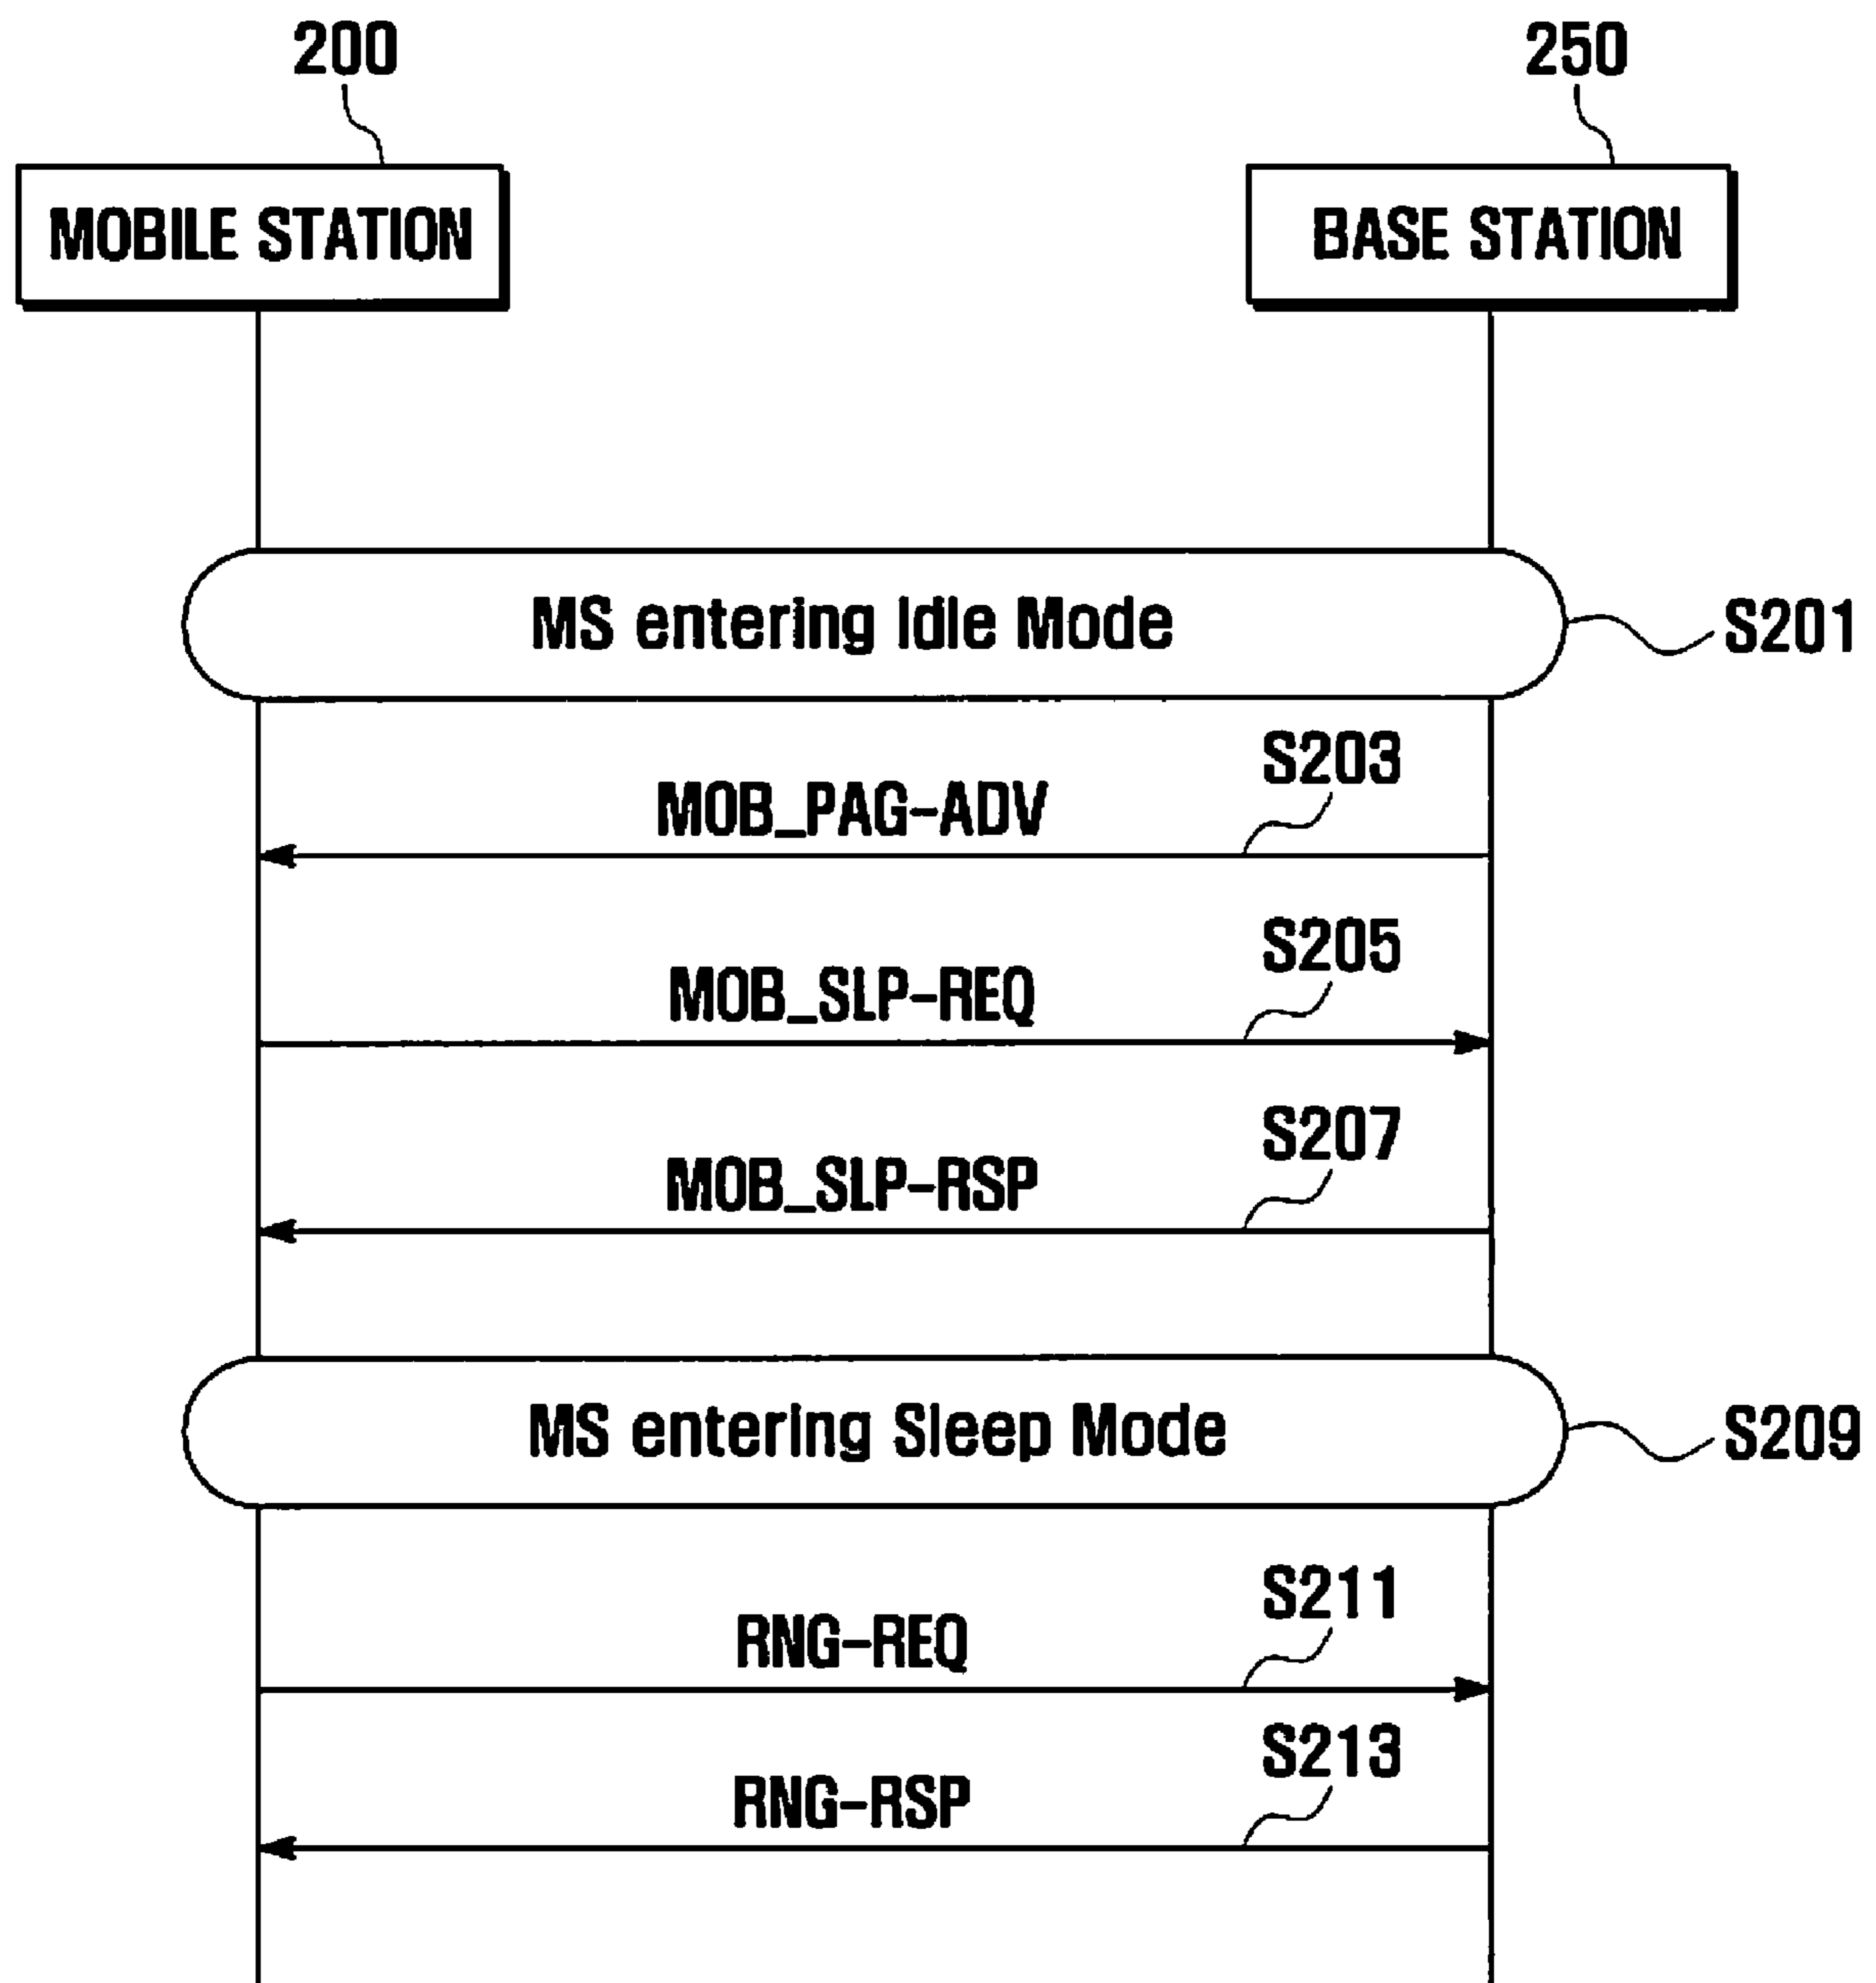 200
250
MOBILE STATION
BASE STATION
MS entering Idle Mode
S201
S203
MOB_PAG-ADV
S205
MOB_SLP-REQ
S207
MOB_SLP-RSP
MS entering Sleep Mode
S209
S211
RNG-REQ
S213
RNG-RSP